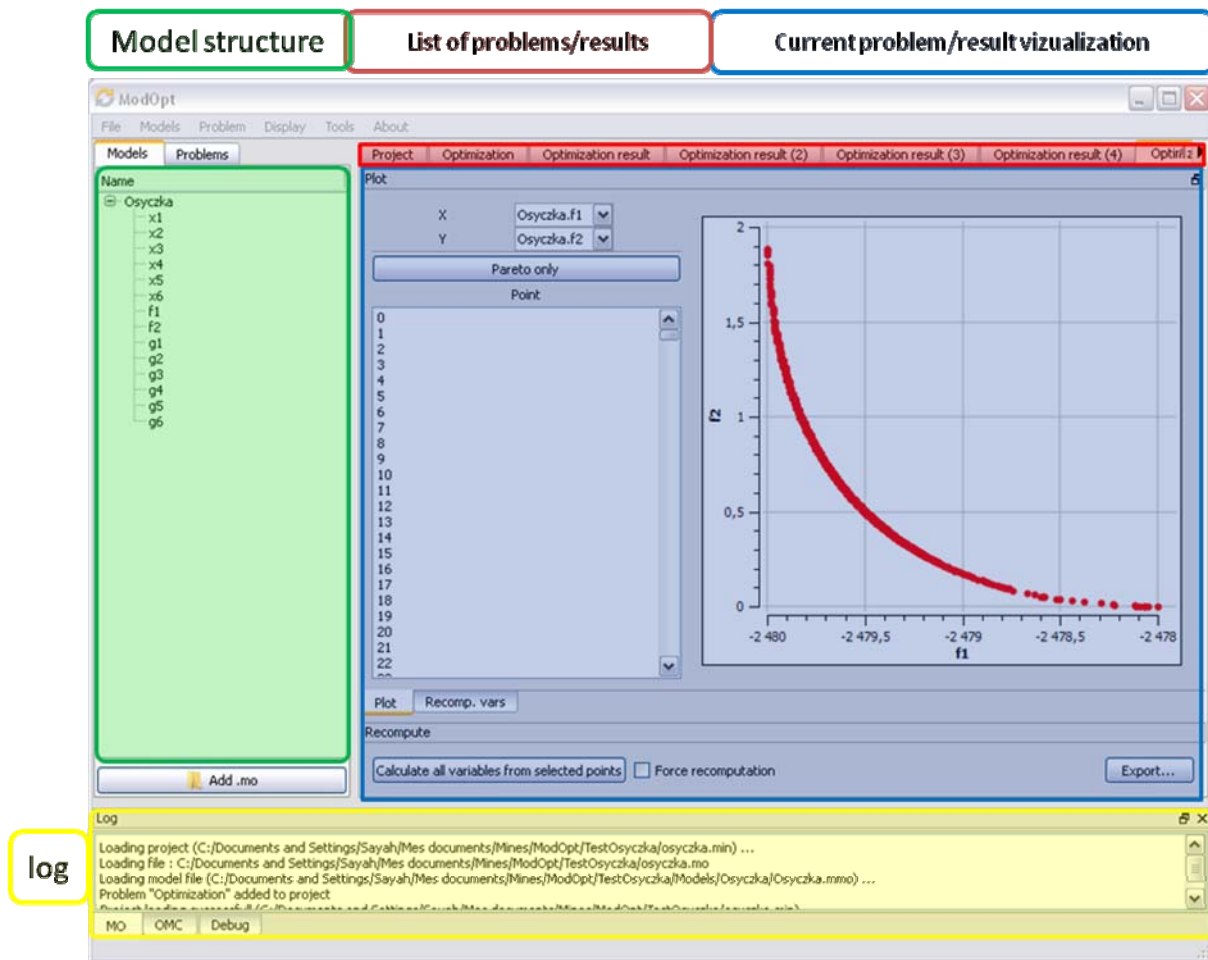 Model structure
List of problems/results
Current problem/result vizualization
ModOpt
File Models Problem Display Tools About
Models Problems
Project Optimization Optimization result Optimization result (2) Optimization result (3) Optimization result (4)
Name
Plot
Osyczka
x1
x2
x3
x4
x5
x6
f1
f2
g1
g2
g3
g4
g5
g6
X Osyczka.f1
Y Osyczka.f2
Pareto only
Point
0
1
2
3
4
5
6
7
8
9
10
11
12
13
14
15
16
17
18
19
20
21
22
2
1,5
1
0,5
0
f2
-2 480 -2 479,5 -2 479 -2 478,5 -2 478
f1
Plot Recomp. vars
Recompute
Calculate all variables from selected points Force recomputation Export...
Add .mo
log
Log
Loading project (C:/Documents and Settings/Sayah/Mes documents/Mines/ModOpt/TestOsyczka/osyczka.min) ...
Loading file : C:/Documents and Settings/Sayah/Mes documents/Mines/ModOpt/TestOsyczka/osyczka.mo
Loading model file (C:/Documents and Settings/Sayah/Mes documents/Mines/ModOpt/TestOsyczka/Models/Osyczka/Osyczka.mmo) ...
Problem "Optimization" added to project
MO OMC Debug